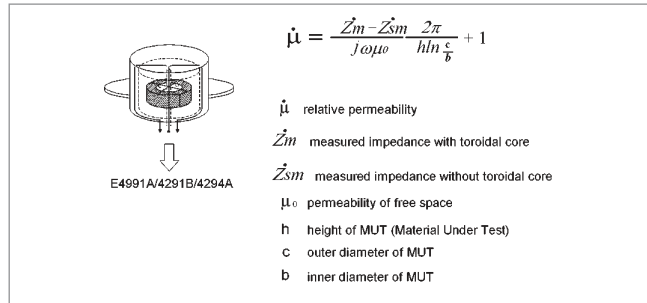 μ̇ = (Żm − Żsm) / (jωμ₀) · 2π / (hln c/b) + 1
μ̇ relative permeability
Żm measured impedance with toroidal core
Żsm measured impedance without toroidal core
E4991A/4291B/4294A
μ₀ permeability of free space
h height of MUT (Material Under Test)
c outer diameter of MUT
b inner diameter of MUT